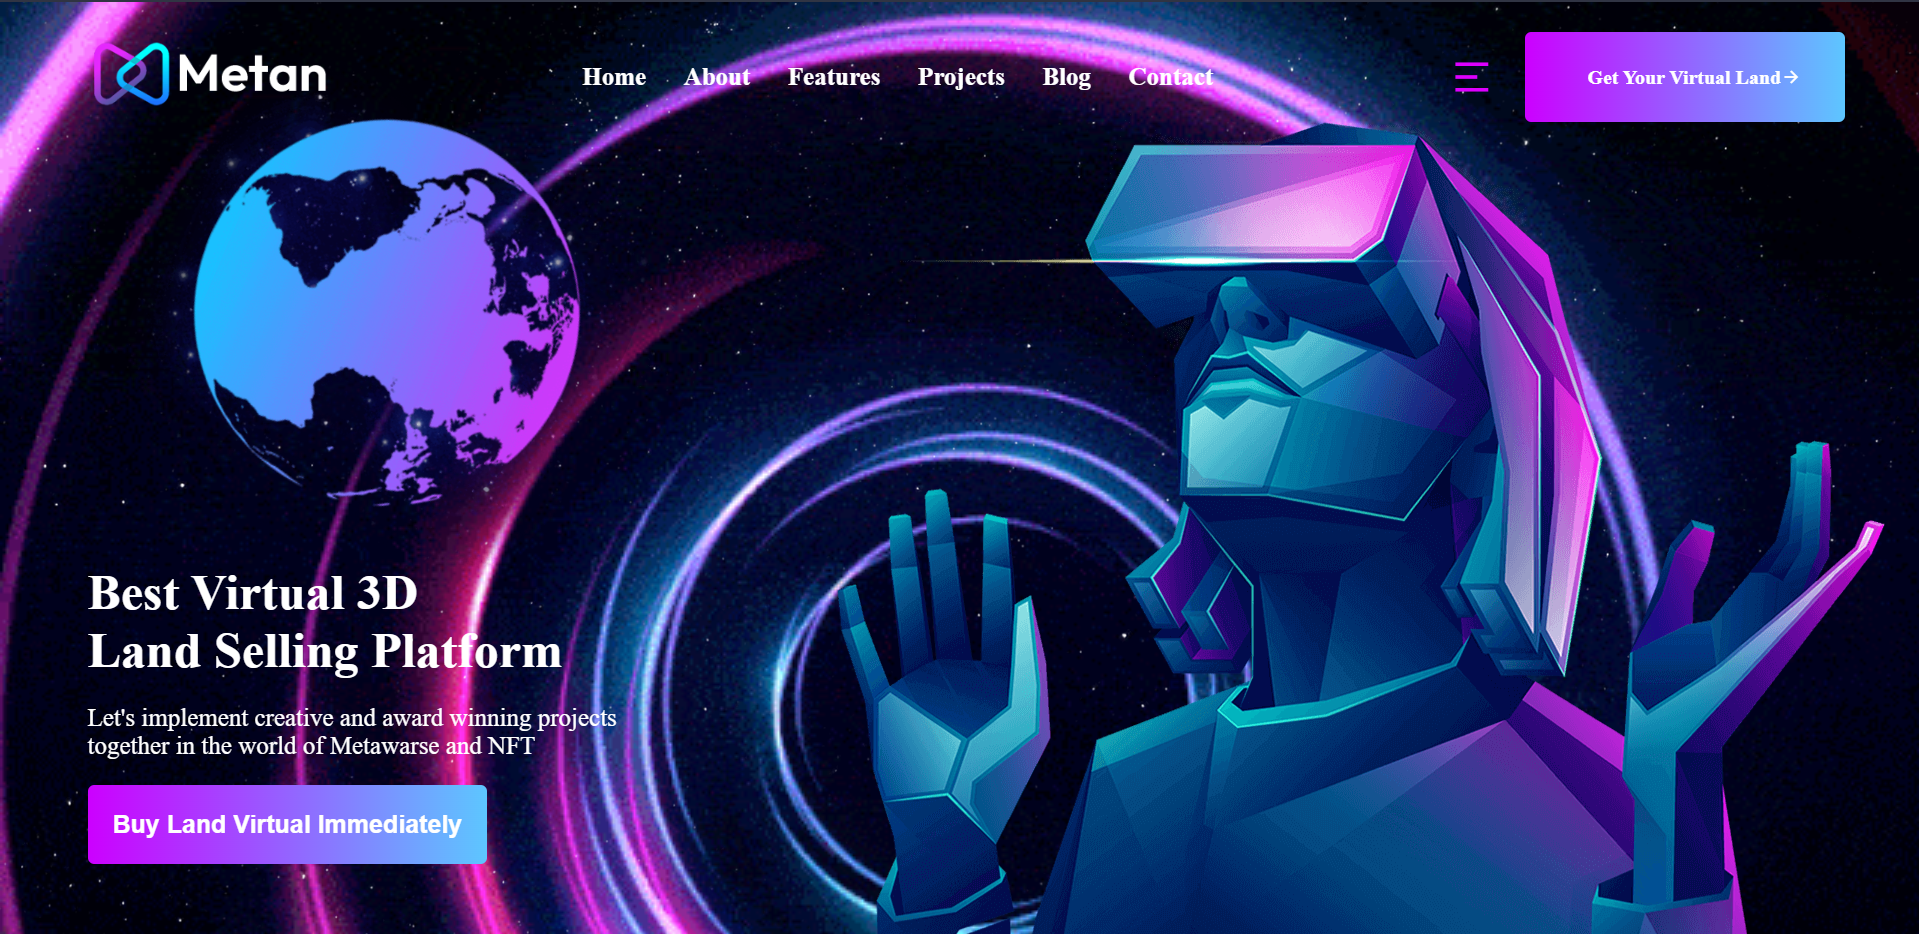 Metan
Home About Features Projects Blog Contact
Get Your Virtual Land→
Best Virtual 3D
Land Selling Platform
Let's implement creative and award winning projects
together in the world of Metawarse and NFT
Buy Land Virtual Immediately